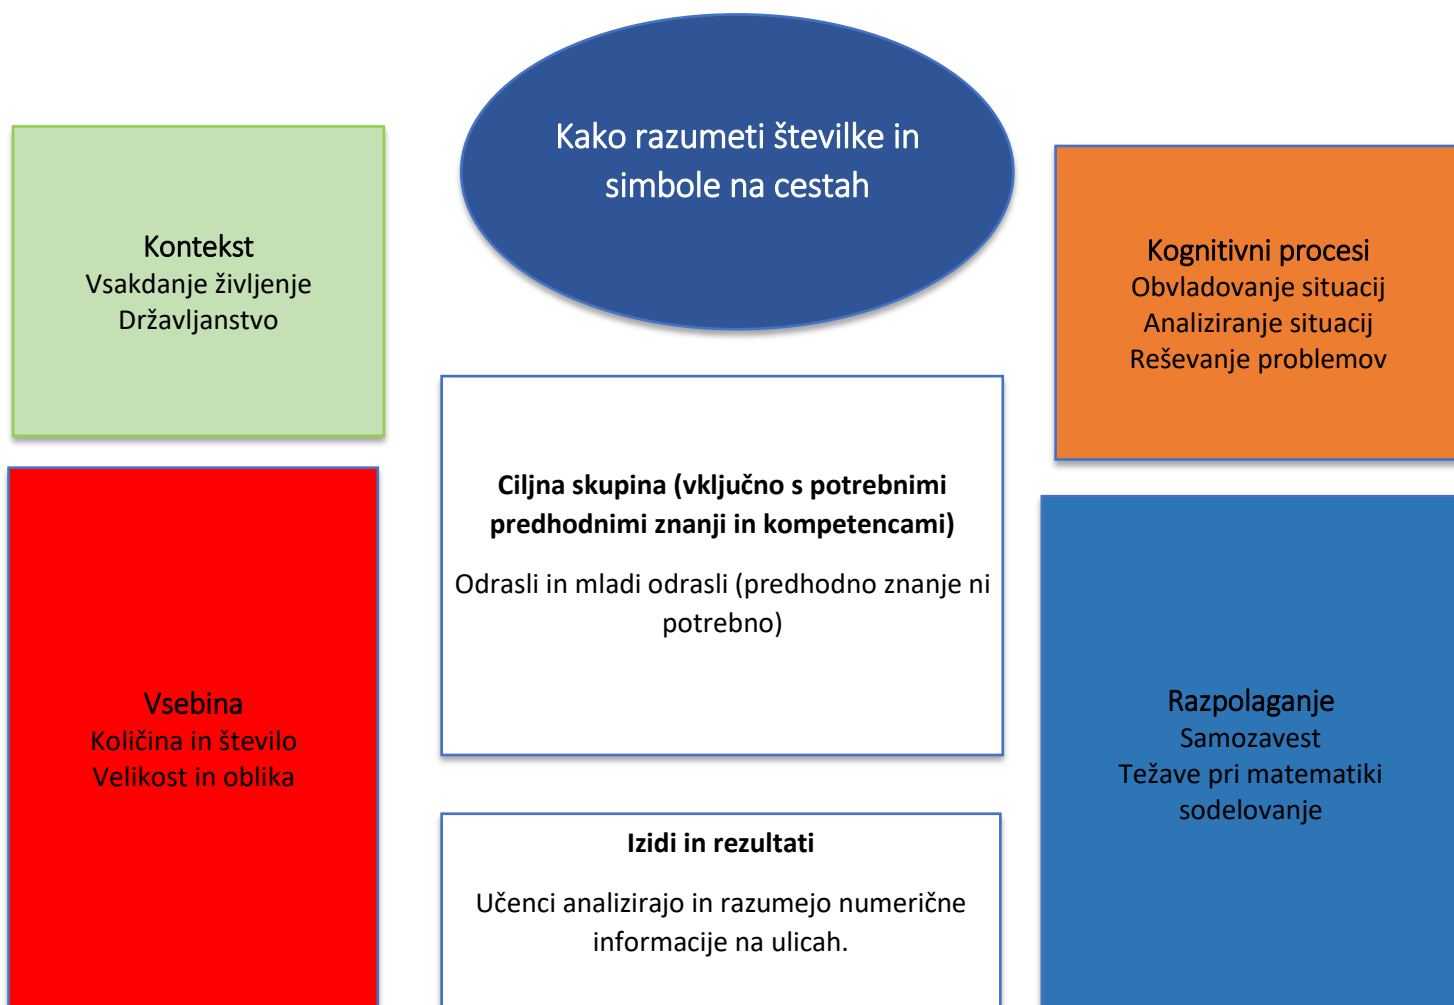 Kako razumeti številke in
simbole na cestah
Kontekst
Vsakdanje življenje
Državljanstvo
Kognitivni procesi
Obvladovanje situacij
Analiziranje situacij
Reševanje problemov
Ciljna skupina (vključno s potrebnimi
predhodnimi znanji in kompetencami)
Odrasli in mladi odrasli (predhodno znanje ni
potrebno)
Vsebina
Količina in število
Velikost in oblika
Razpolaganje
Samozavest
Težave pri matematiki
sodelovanje
Izidi in rezultati
Učenci analizirajo in razumejo numerične
informacije na ulicah.